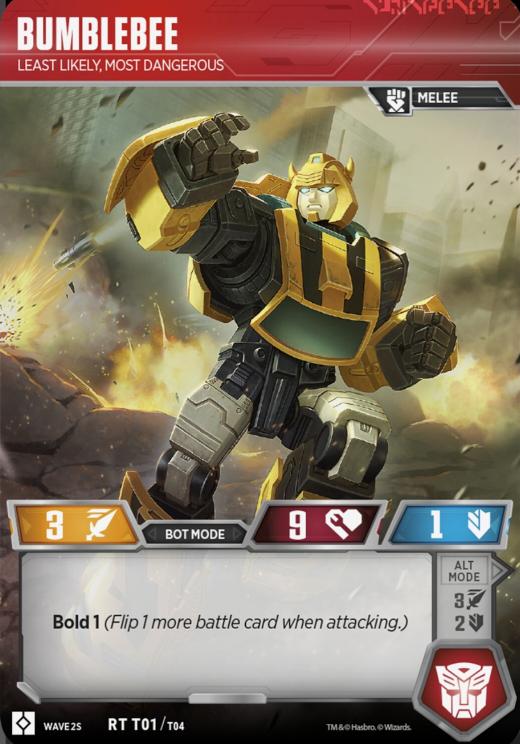 BUMBLEBEE
LEAST LIKELY, MOST DANGEROUS
MELEE
3
BOT MODE
9
1
Bold 1 (Flip 1 more battle card when attacking.)
ALT
MODE
3
2
WAVE 2S
RT T01/T04
TM & © Hasbro. © Wizards.